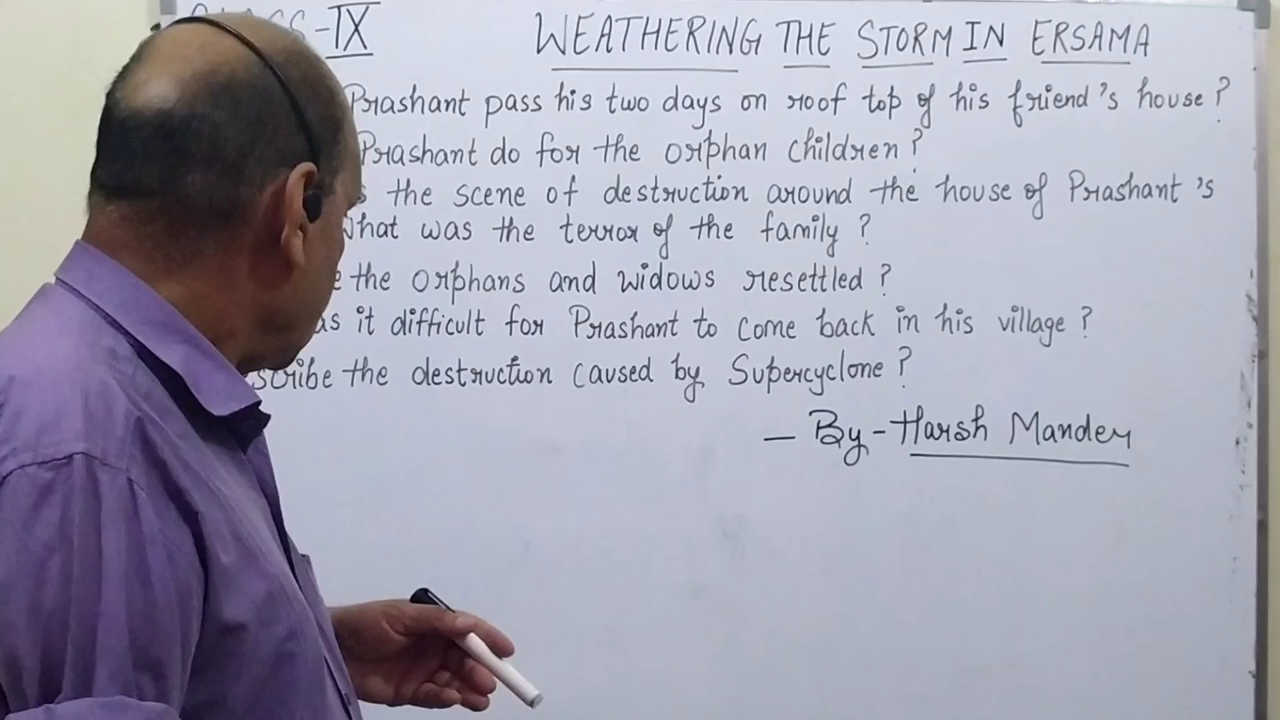 -IX
WEATHERING THE STORM IN ERSAMA
Prashant pass his two days on roof top of his friend's house?
Prashant do for the orphan children?
the scene of destruction around the house of Prashant's
What was the terror of the family?
the orphans and widows resettled?
it difficult for Prashant to come back in his village?
the destruction caused by Supercyclone?
- By - Harsh Mander